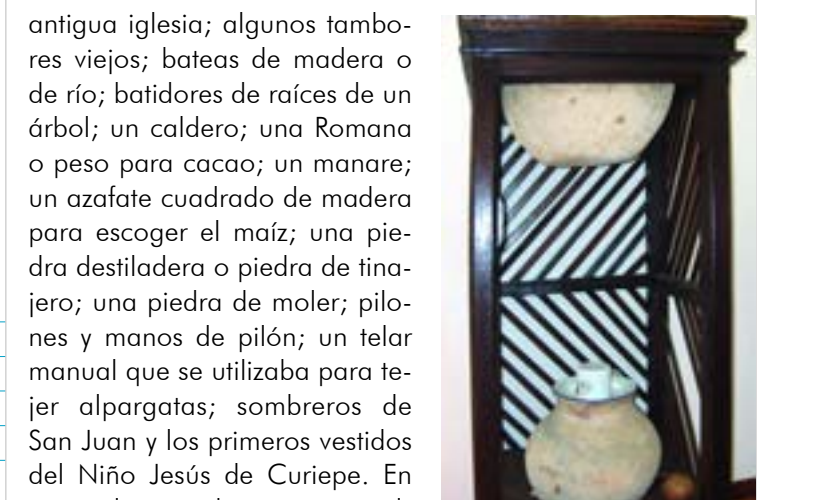 antigua iglesia; algunos tambo-
res viejos; bateas de madera o
de río; batidores de raíces de un
árbol; un caldero; una Romana
o peso para cacao; un manare;
un azafate cuadrado de madera
para escoger el maíz; una pie-
dra destiladera o piedra de tina-
jero; una piedra de moler; pilo-
nes y manos de pilón; un telar
manual que se utilizaba para te-
jer alpargatas; sombreros de
San Juan y los primeros vestidos
del Niño Jesús de Curiepe. En